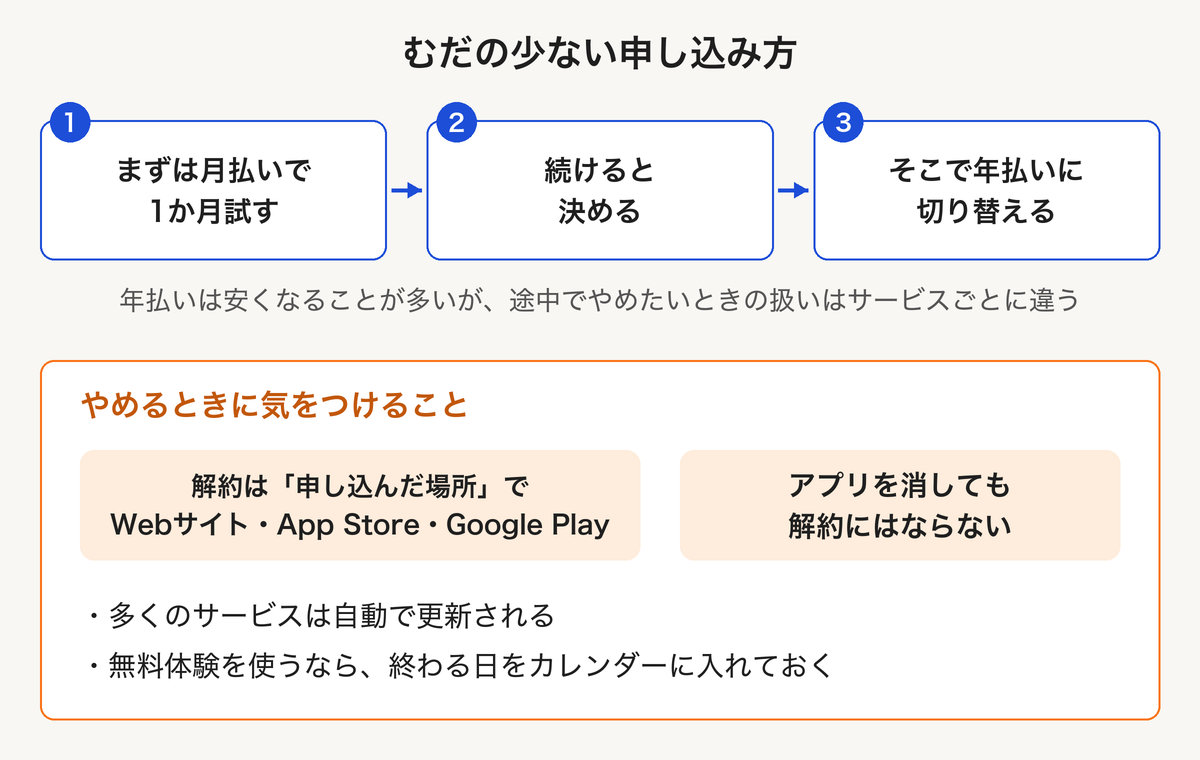 むだの少ない申し込み方
1
まずは月払いで
1か月試す
2
続けると
決める
3
そこで年払いに
切り替える
年払いは安くなることが多いが、途中でやめたいときの扱いはサービスごとに違う
やめるときに気をつけること
解約は「申し込んだ場所」で
Webサイト・App Store・Google Play
アプリを消しても
解約にはならない
・多くのサービスは自動で更新される
・無料体験を使うなら、終わる日をカレンダーに入れておく